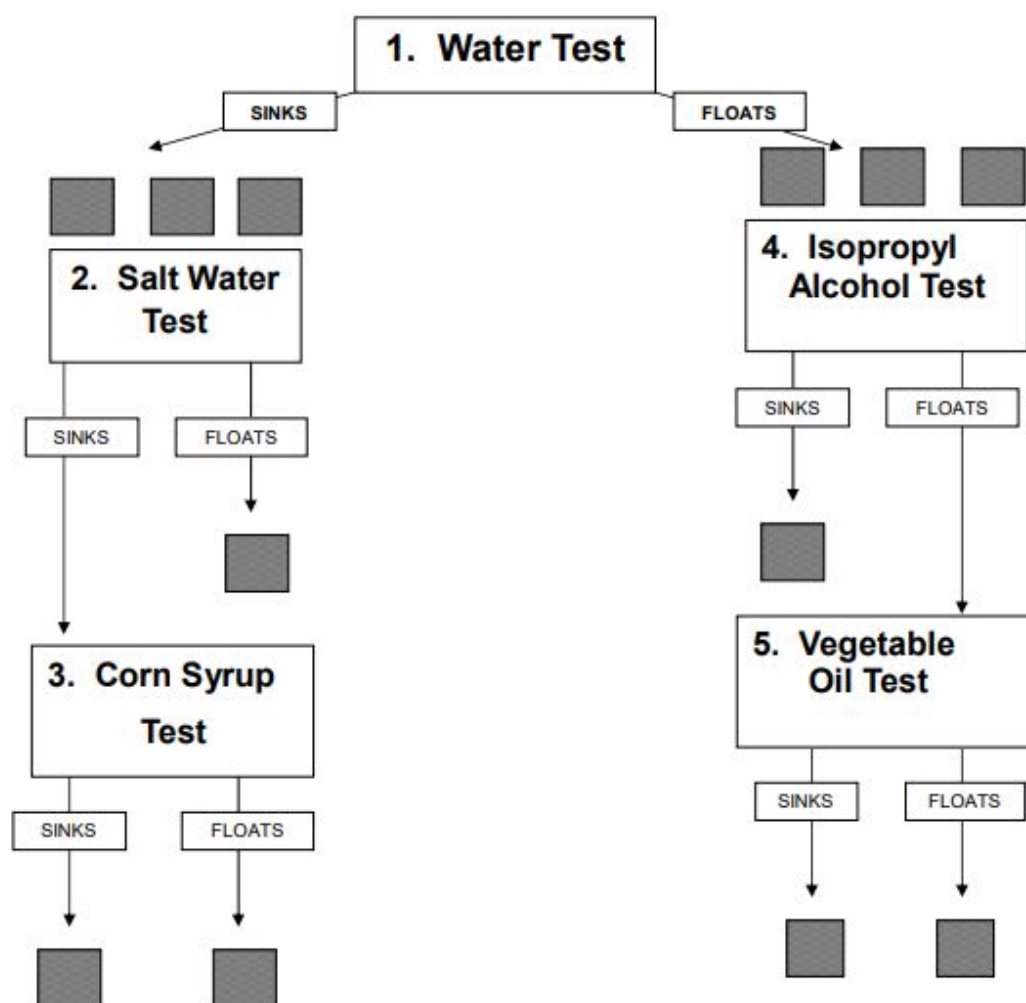 1. Water Test
SINKS
FLOATS
2. Salt Water
Test
SINKS
FLOATS
3. Corn Syrup
Test
SINKS
FLOATS
4. Isopropyl
Alcohol Test
SINKS
FLOATS
5. Vegetable
Oil Test
SINKS
FLOATS